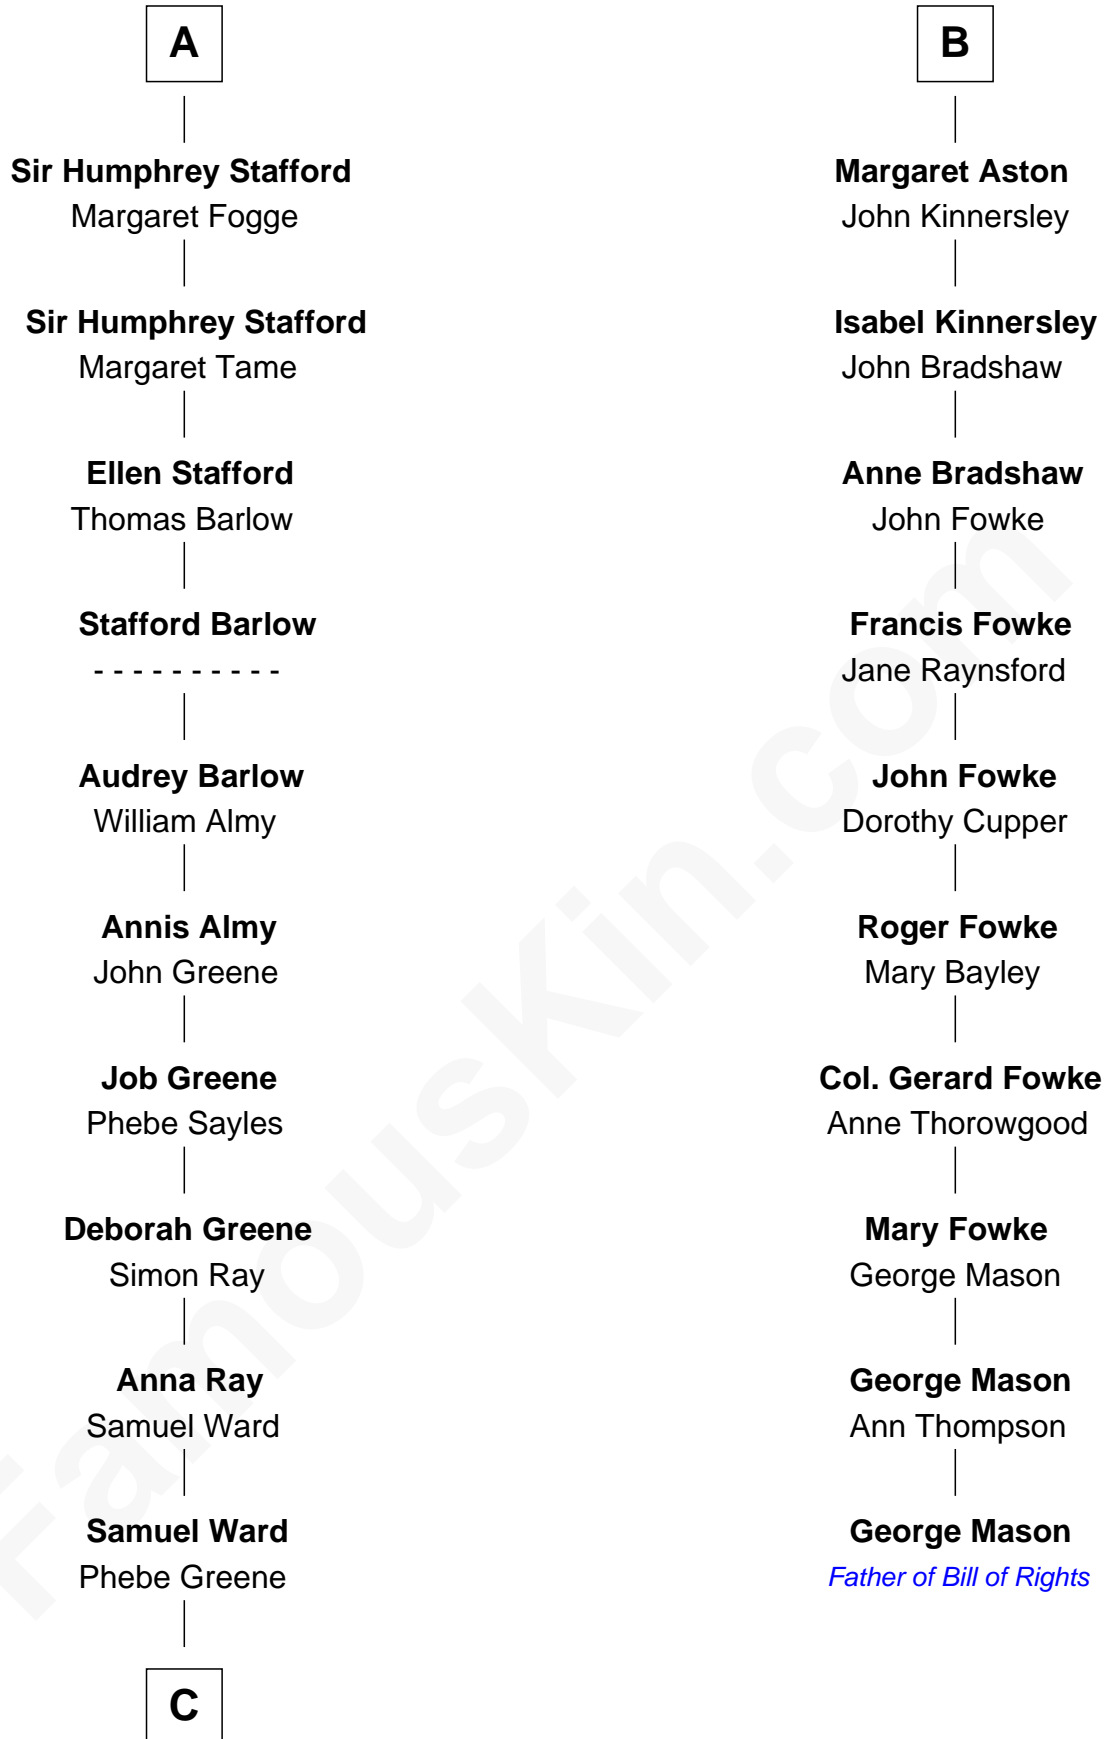 A
Sir Humphrey Stafford
Margaret Fogge
Sir Humphrey Stafford
Margaret Tame
Ellen Stafford
Thomas Barlow
Stafford Barlow
- - - - - - - - - -
Audrey Barlow
William Almy
Annis Almy
John Greene
Job Greene
Phebe Sayles
Deborah Greene
Simon Ray
Anna Ray
Samuel Ward
Samuel Ward
Phebe Greene
C
B
Margaret Aston
John Kinnersley
Isabel Kinnersley
John Bradshaw
Anne Bradshaw
John Fowke
Francis Fowke
Jane Raynsford
John Fowke
Dorothy Cupper
Roger Fowke
Mary Bayley
Col. Gerard Fowke
Anne Thorowgood
Mary Fowke
George Mason
George Mason
Ann Thompson
George Mason
Father of Bill of Rights
FamousKin.com